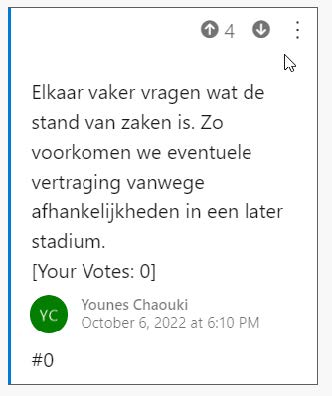 4
Elkaar vaker vragen wat de
stand van zaken is. Zo
voorkomen we eventuele
vertraging vanwege
afhankelijkheden in een later
stadium.
[Your Votes: 0]
YC
Younes Chaouki
October 6, 2022 at 6:10 PM
#0